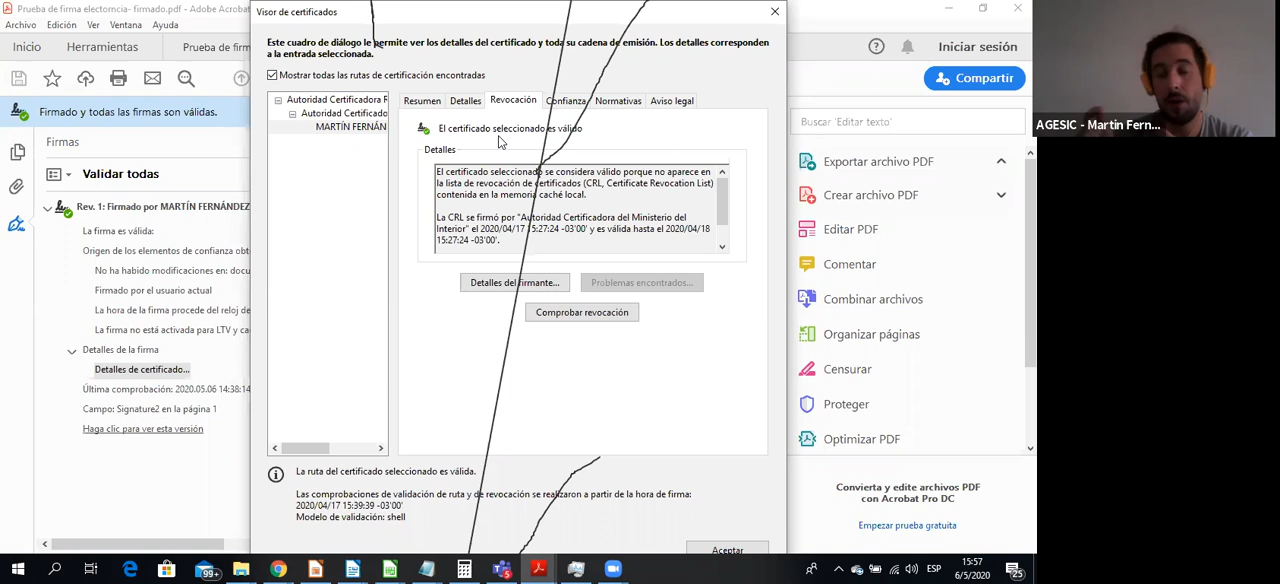 Prueba de firma electorncia- firmado.pdf - Adobe Acrobat
Archivo Edición Ver Ventana Ayuda
Inicio Herramientas Prueba de firm
Iniciar sesión
Compartir
Firmado y todas las firmas son válidas.
Firmas
Validar todas
Rev. 1: Firmado por MARTÍN FERNÁNDEZ
La firma es válida:
Origen de los elementos de confianza obt
No ha habido modificaciones en: docu
Firmado por el usuario actual
La hora de la firma procede del reloj de
La firma no está activada para LTV y ca
Detalles de la firma
Detalles de certificado...
Última comprobación: 2020.05.06 14:38:14
Campo: Signature2 en la página 1
Haga clic para ver esta versión
Visor de certificados
Este cuadro de diálogo le permite ver los detalles del certificado y toda su cadena de emisión. Los detalles corresponden
a la entrada seleccionada.
Mostrar todas las rutas de certificación encontradas
Autoridad Certificadora R
Autoridad Certificado
MARTÍN FERNÁN
Resumen Detalles Revocación Confianza Normativas Aviso legal
El certificado seleccionado es válido
Detalles
El certificado seleccionado se considera válido porque no aparece en
la lista de revocación de certificados (CRL, Certificate Revocation List)
contenida en la memoria caché local.
La CRL se firmó por "Autoridad Certificadora del Ministerio del
Interior" el 2020/04/17 15:27:24 -03'00' y es válida hasta el 2020/04/18
15:27:24 -03'00'.
Detalles del firmante... Problemas encontrados...
Comprobar revocación
La ruta del certificado seleccionado es válida.
Las comprobaciones de validación de ruta y de revocación se realizaron a partir de la hora de firma:
2020/04/17 15:39:39 -03'00'
Modelo de validación: shell
Aceptar
Buscar 'Editar texto'
Exportar archivo PDF
Crear archivo PDF
Editar PDF
Comentar
Combinar archivos
Organizar páginas
Censurar
Proteger
Optimizar PDF
Convierta y edite archivos PDF
con Acrobat Pro DC
Empezar prueba gratuita
AGESIC - Martin Fern...
99+
ESP
15:57
6/5/2020
25